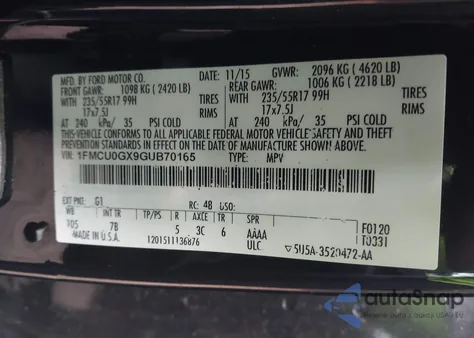 MFD. BY FORD MOTOR CO. 11/15 GVWR: 2096 KG (4620 LB)
FRONT GAWR: 1098 KG (2420 LB) REAR GAWR: 1006 KG (2218 LB)
WITH 235/55R17 99H TIRES WITH 235/55R17 99H TIRES
17x7.5J RIMS 17x7.5J RIMS
AT 240 kPa/ 35 PSI COLD AT 240 kPa/ 35 PSI COLD
THIS VEHICLE CONFORMS TO ALL APPLICABLE FEDERAL MOTOR VEHICLE SAFETY, BUMPER, AND
THEFT PREVENTION STANDARDS IN EFFECT ON THE DATE OF MANUFACTURE SHOWN ABOVE.
VIN: 1FMCU0GX9GUB70165 TYPE: MPV
EXT PNT: G1 RC: 48 DSO:
WB INT TR TP/PS R AXLE TR SPR F0120
105 7B 5 3C 6 AAAA T0331
MADE IN U.S.A. 1201511136876 ULC 5U5A-3520472-AA
autoSnap